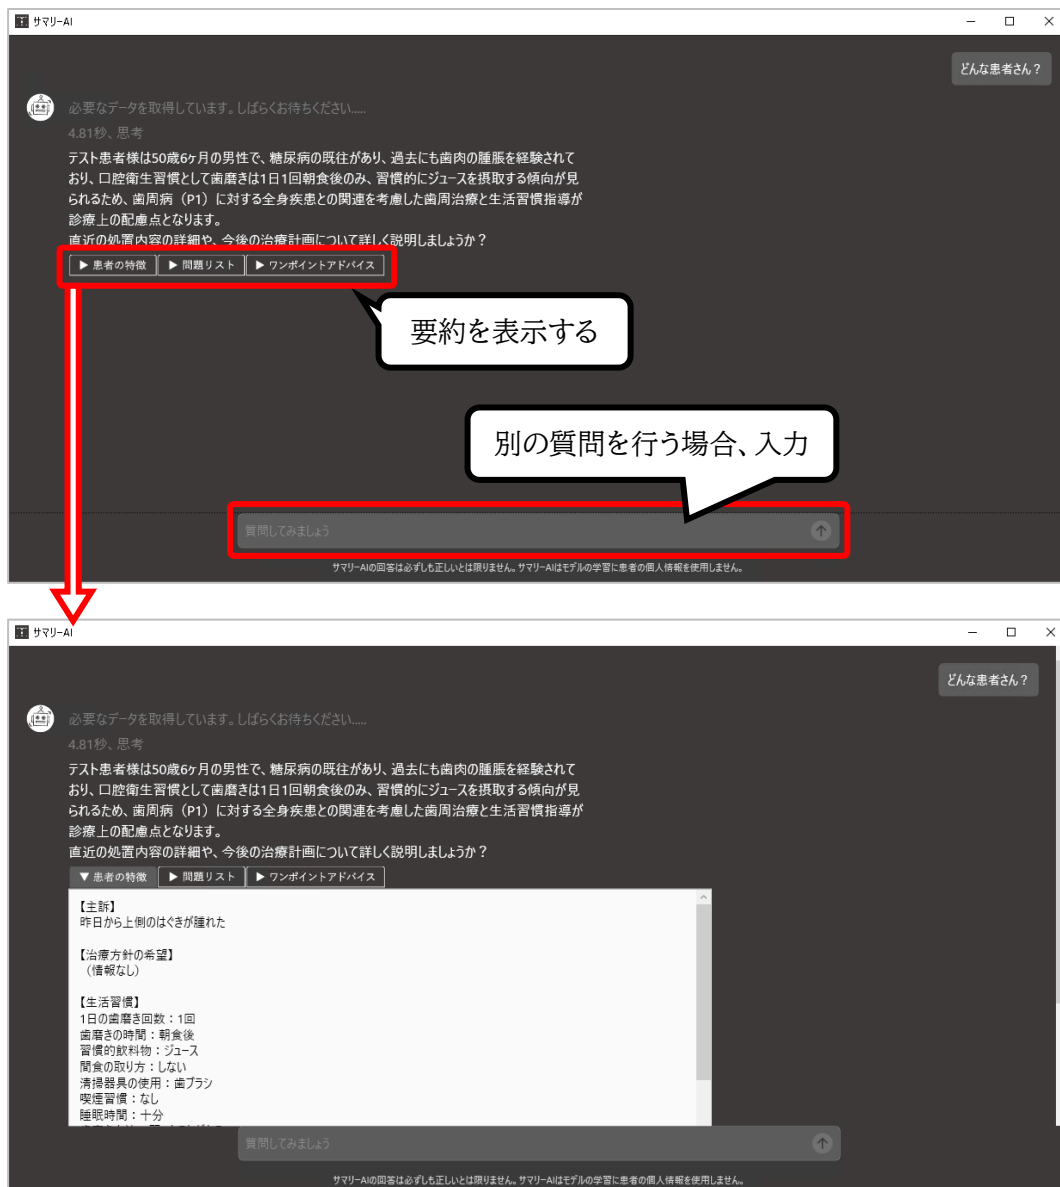 サマリーAI
どんな患者さん？
必要なデータを取得しています。しばらくお待ちください.....
4.81秒、思考
テスト患者様は50歳6ヶ月の男性で、糖尿病の既往があり、過去にも歯肉の腫脹を経験されて
おり、口腔衛生習慣として歯磨きは1日1回朝食後のみ、習慣的にジュースを摂取する傾向が見
られるため、歯周病（P1）に対する全身疾患との関連を考慮した歯周治療と生活習慣指導が
診療上の配慮点となります。
直近の処置内容の詳細や、今後の治療計画について詳しく説明しましょうか？
▶ 患者の特徴 ▶ 問題リスト ▶ ワンポイントアドバイス
要約を表示する
別の質問を行う場合、入力
質問してみましょう
サマリーAIの回答は必ずしも正しいとは限りません。サマリーAIはモデルの学習に患者の個人情報を使用しません。
サマリーAI
どんな患者さん？
必要なデータを取得しています。しばらくお待ちください.....
4.81秒、思考
テスト患者様は50歳6ヶ月の男性で、糖尿病の既往があり、過去にも歯肉の腫脹を経験されて
おり、口腔衛生習慣として歯磨きは1日1回朝食後のみ、習慣的にジュースを摂取する傾向が見
られるため、歯周病（P1）に対する全身疾患との関連を考慮した歯周治療と生活習慣指導が
診療上の配慮点となります。
直近の処置内容の詳細や、今後の治療計画について詳しく説明しましょうか？
▼ 患者の特徴 ▶ 問題リスト ▶ ワンポイントアドバイス
【主訴】
昨日から上側のはぐきが腫れた
【治療方針の希望】
（情報なし）
【生活習慣】
1日の歯磨き回数：1回
歯磨きの時間：朝食後
習慣的飲料物：ジュース
間食の取り方：しない
清掃器具の使用：歯ブラシ
喫煙習慣：なし
睡眠時間：十分
質問してみましょう
サマリーAIの回答は必ずしも正しいとは限りません。サマリーAIはモデルの学習に患者の個人情報を使用しません。